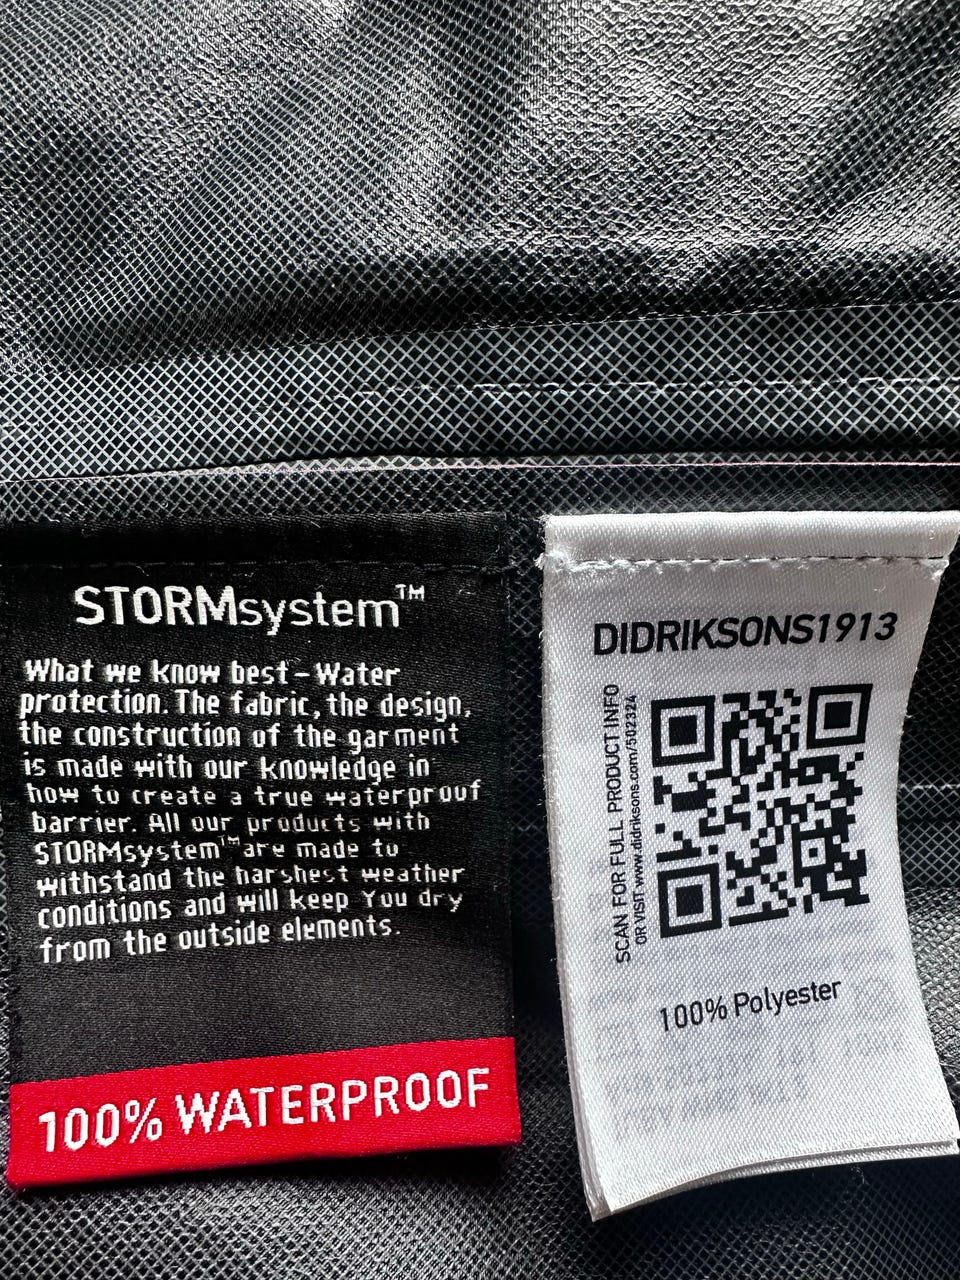 STORMsystem™
What we know best – Water
protection. The fabric, the design,
the construction of the garment
is made with our knowledge in
how to create a true waterproof
barrier. All our products with
STORMsystem™ are made to
withstand the harshest weather
conditions and will keep You dry
from the outside elements.
100% WATERPROOF
DIDRIKSONS1913
SCAN FOR FULL PRODUCT INFO
OR VISIT www.didriksons.com/502324
100% Polyester